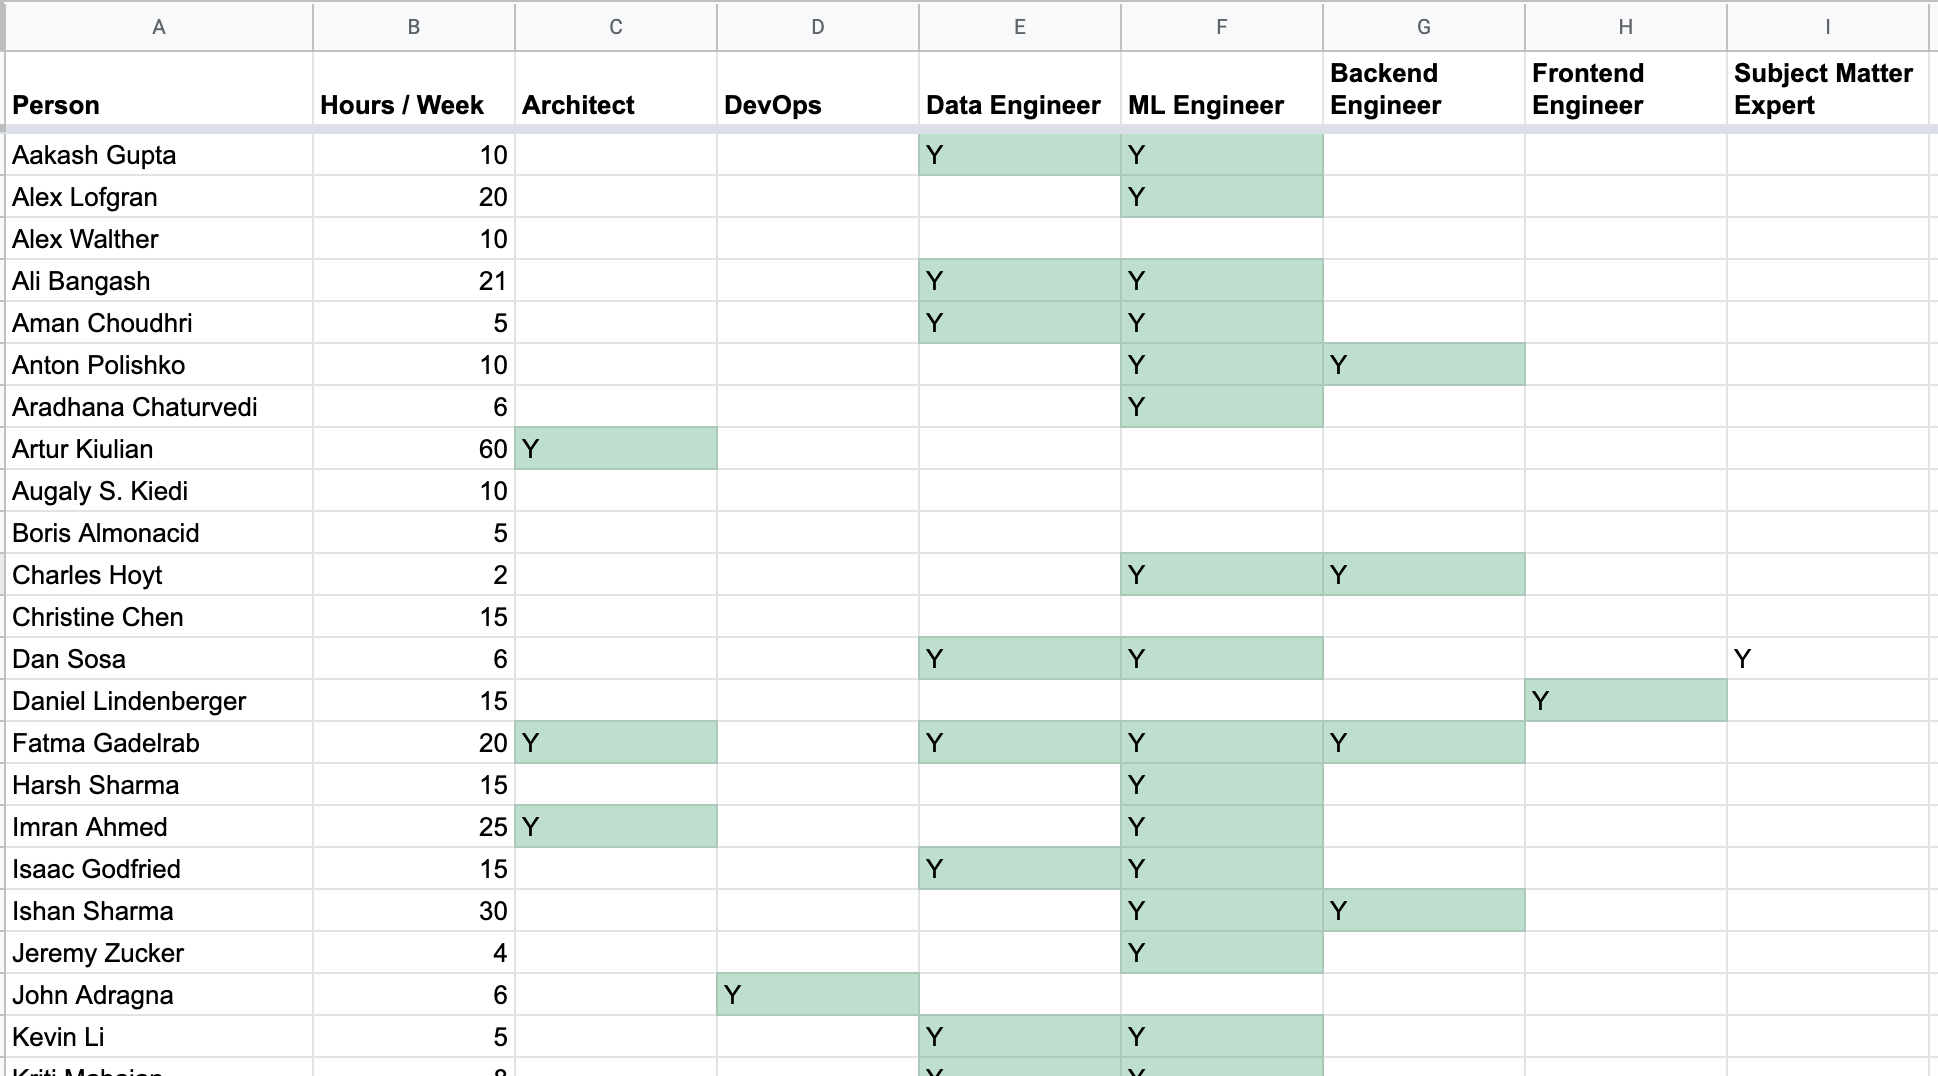 A B C D E F G H I
Person Hours / Week Architect DevOps Data Engineer ML Engineer Backend Engineer Frontend Engineer Subject Matter Expert
Aakash Gupta 10 Y Y
Alex Lofgran 20 Y
Alex Walther 10
Ali Bangash 21 Y Y
Aman Choudhri 5 Y Y
Anton Polishko 10 Y Y
Aradhana Chaturvedi 6 Y
Artur Kiulian 60 Y
Augaly S. Kiedi 10
Boris Almonacid 5
Charles Hoyt 2 Y Y
Christine Chen 15
Dan Sosa 6 Y Y Y
Daniel Lindenberger 15 Y
Fatma Gadelrab 20 Y Y Y Y
Harsh Sharma 15 Y
Imran Ahmed 25 Y Y
Isaac Godfried 15 Y Y
Ishan Sharma 30 Y Y
Jeremy Zucker 4 Y
John Adragna 6 Y
Kevin Li 5 Y Y